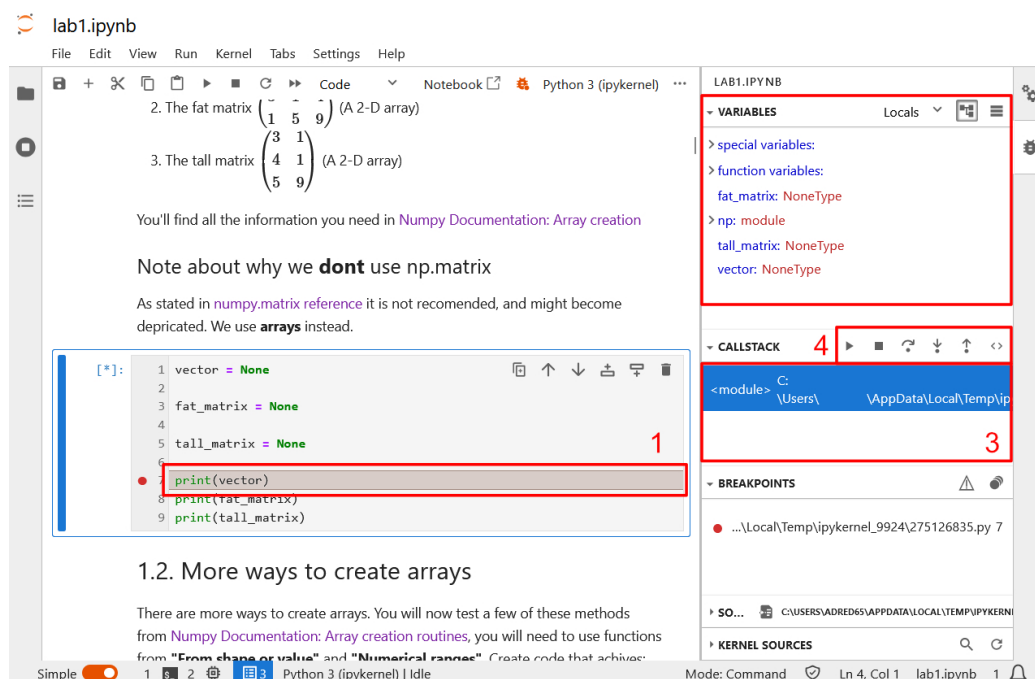 lab1.ipynb
File Edit View Run Kernel Tabs Settings Help
Code Notebook Python 3 (ipykernel) ...
2. The fat matrix 1 5 9 (A 2-D array)
3 1
3. The tall matrix 4 1 (A 2-D array)
5 9
You'll find all the information you need in Numpy Documentation: Array creation
Note about why we dont use np.matrix
As stated in numpy.matrix reference it is not recomended, and might become
depricated. We use arrays instead.
[*]: 1 vector = None
2
3 fat_matrix = None
4
5 tall_matrix = None
6
1
7 print(vector)
8 print(fat_matrix)
9 print(tall_matrix)
1.2. More ways to create arrays
There are more ways to create arrays. You will now test a few of these methods
from Numpy Documentation: Array creation routines, you will need to use functions
from "From shape or value" and "Numerical ranges". Create code that achives:
LAB1.IPYNB
VARIABLES Locals
special variables:
function variables:
fat_matrix: NoneType
np: module
tall_matrix: NoneType
vector: NoneType
CALLSTACK 4
<module> C:
\Users\ \AppData\Local\Temp\ip
3
BREAKPOINTS
...\Local\Temp\ipykernel_9924\275126835.py 7
SO... C:\USERS\ADRED65\APPDATA\LOCAL\TEMP\IPYKERNI
KERNEL SOURCES
Simple 1 2 3 Python 3 (ipykernel) | Idle Mode: Command Ln 4, Col 1 lab1.ipynb 1